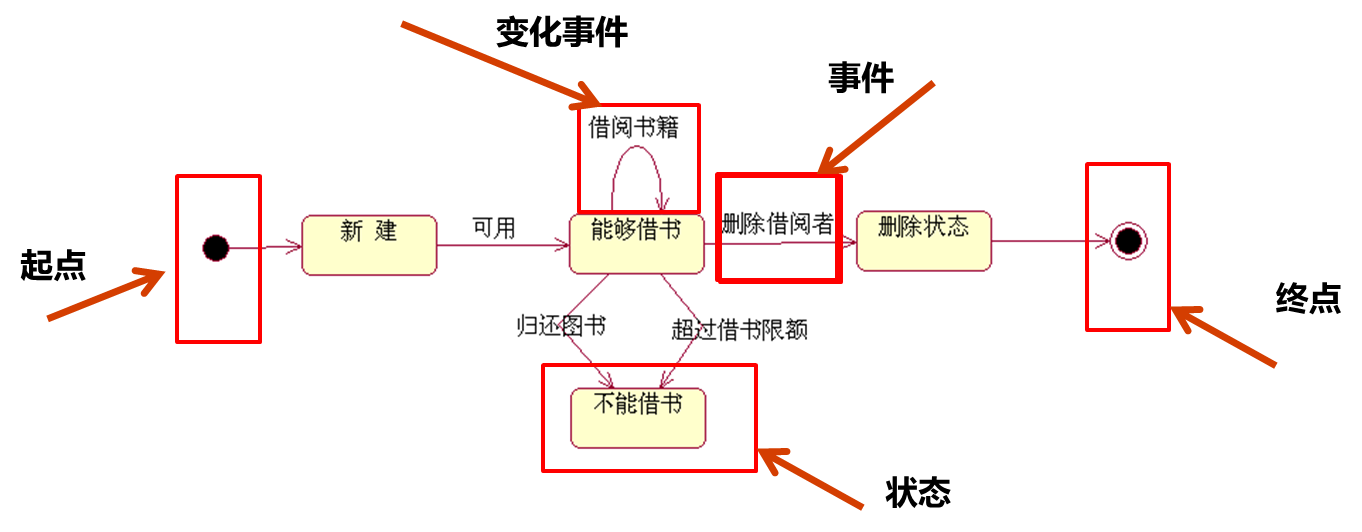 变化事件
事件
借阅书籍
新 建
可用
能够借书
删除借阅者
删除状态
起点
终点
归还图书
超过借书限额
不能借书
状态